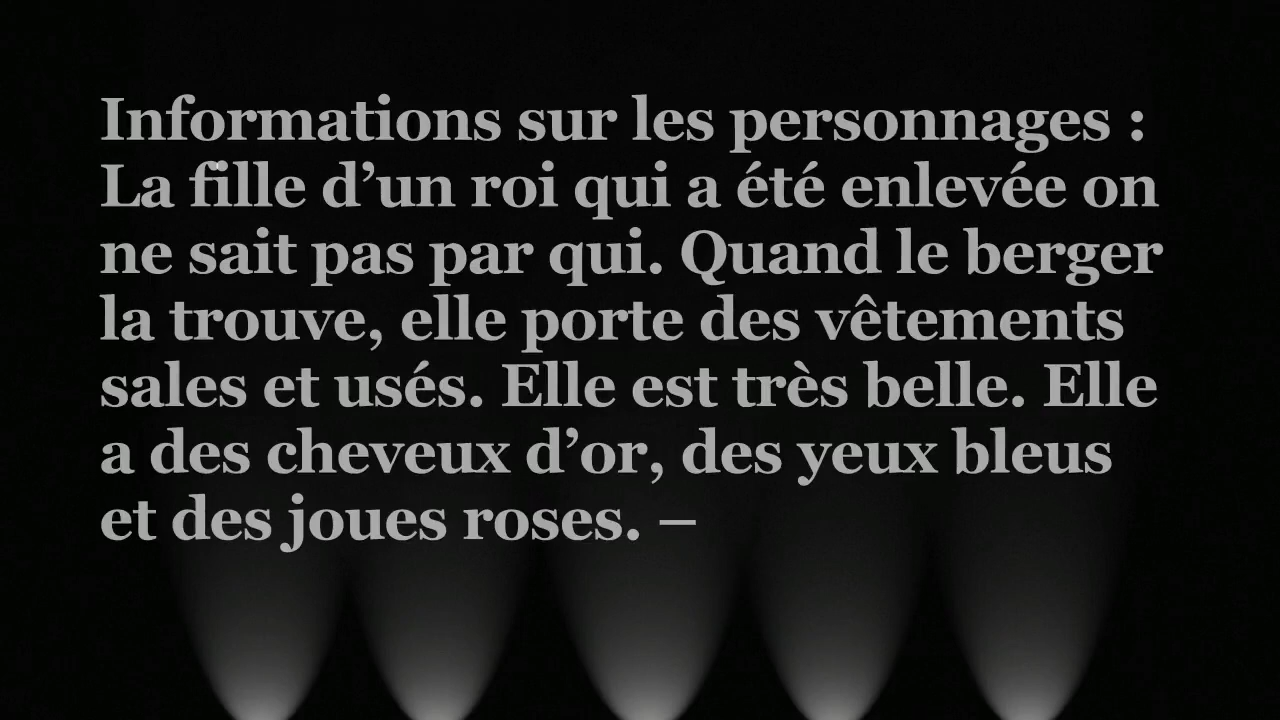 Informations sur les personnages :
La fille d’un roi qui a été enlevée on
ne sait pas par qui. Quand le berger
la trouve, elle porte des vêtements
sales et usés. Elle est très belle. Elle
a des cheveux d’or, des yeux bleus
et des joues roses. –